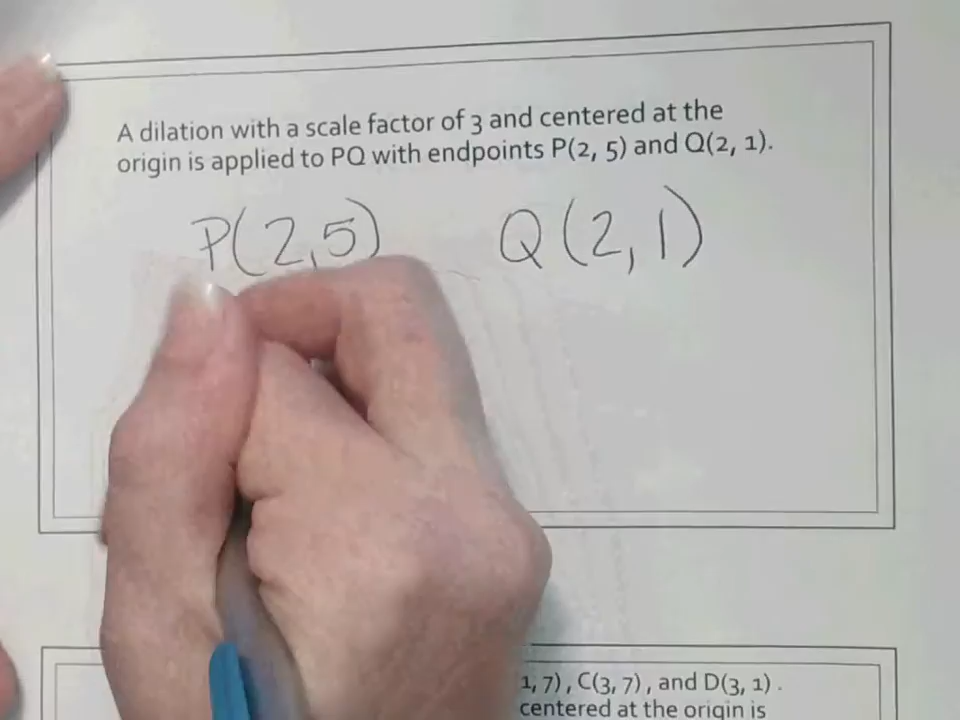 A dilation with a scale factor of 3 and centered at the
origin is applied to PQ with endpoints P(2, 5) and Q(2, 1).
P(2,5) Q(2,1)
1, 7) , C(3, 7) , and D(3, 1) .
centered at the origin is